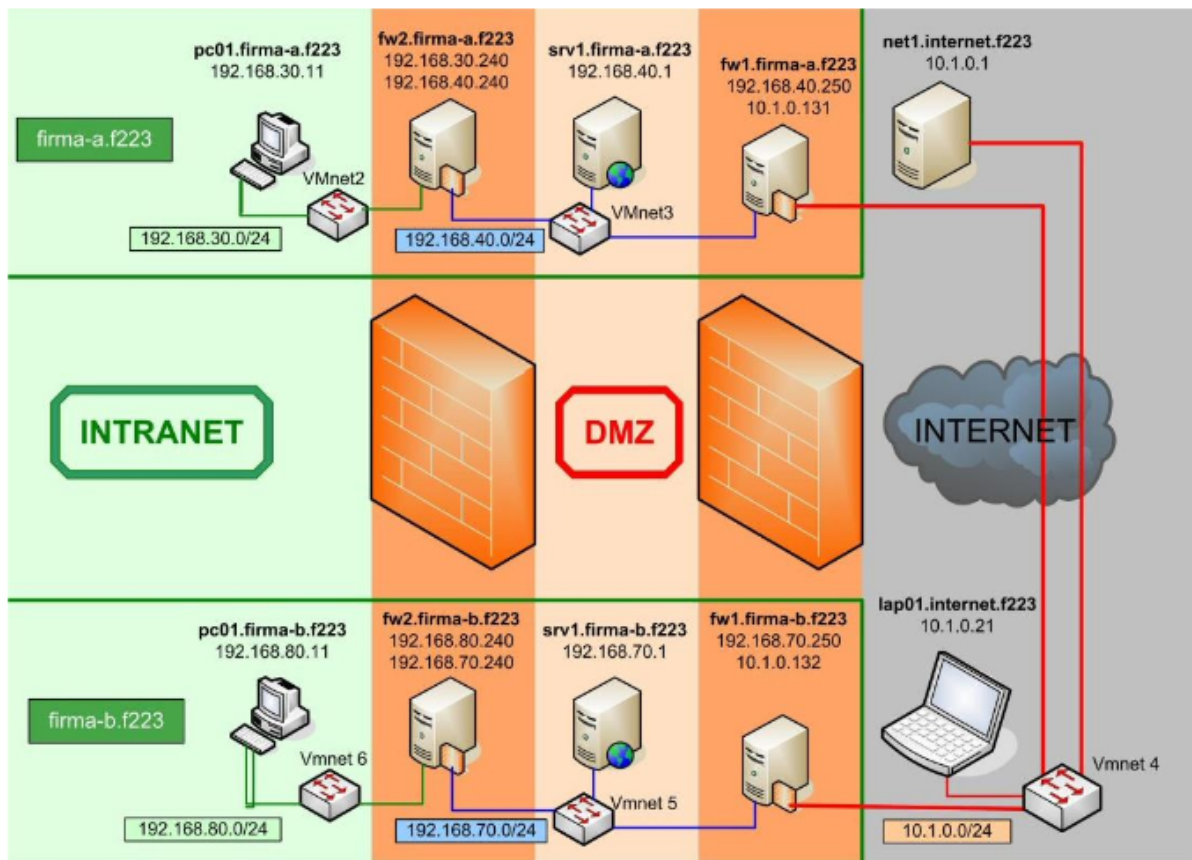 pc01.firma-a.f223
192.168.30.11
fw2.firma-a.f223
192.168.30.240
192.168.40.240
srv1.firma-a.f223
192.168.40.1
fw1.firma-a.f223
192.168.40.250
10.1.0.131
net1.internet.f223
10.1.0.1
firma-a.f223
VMnet2
VMnet3
192.168.30.0/24
192.168.40.0/24
INTRANET
DMZ
INTERNET
pc01.firma-b.f223
192.168.80.11
fw2.firma-b.f223
192.168.80.240
192.168.70.240
srv1.firma-b.f223
192.168.70.1
fw1.firma-b.f223
192.168.70.250
10.1.0.132
lap01.internet.f223
10.1.0.21
firma-b.f223
Vmnet 6
Vmnet 5
Vmnet 4
192.168.80.0/24
192.168.70.0/24
10.1.0.0/24